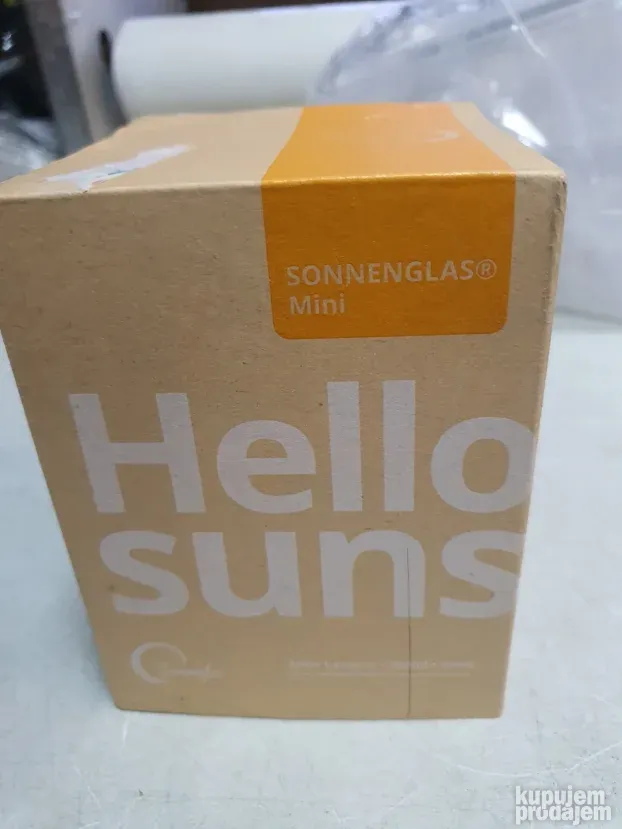 SONNENGLAS®
Mini
Hello
suns
kupujem
prodajem